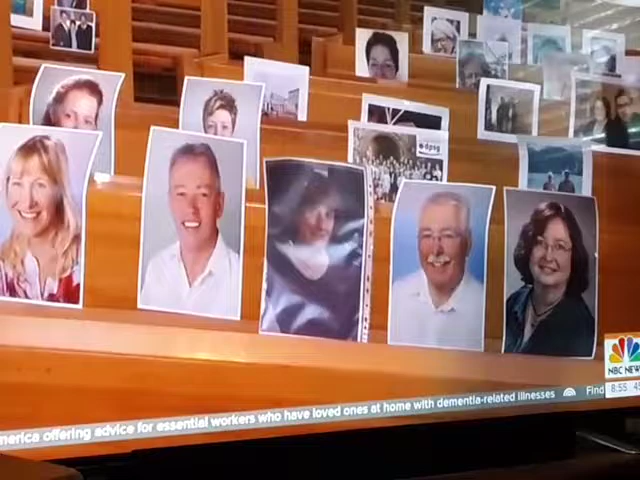 dpsg
NBC NEWS
8:55 45
merica offering advice for essential workers who have loved ones at home with dementia-related illnesses Find